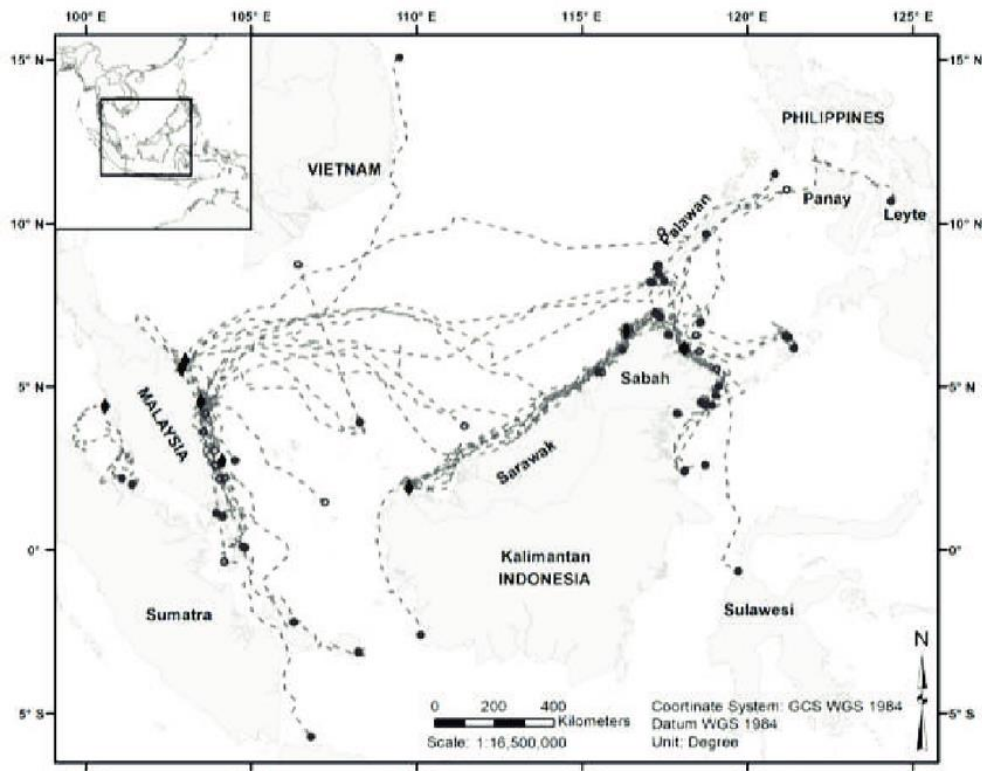 100° E
105° E
110° E
115° E
120° E
125° E
15° N
15° N
PHILIPPINES
VIETNAM
Palawan
Panay
Leyte
10° N
10° N
MALAYSIA
Sabah
5° N
5° N
Sarawak
0°
0°
Kalimantan
INDONESIA
Sumatra
Sulawesi
N
0 200 400
Kilometers
Scale: 1:16,500,000
Coortinate System: GCS WGS 1984
Datum WGS 1984
Unit: Degree
5° S
5° S